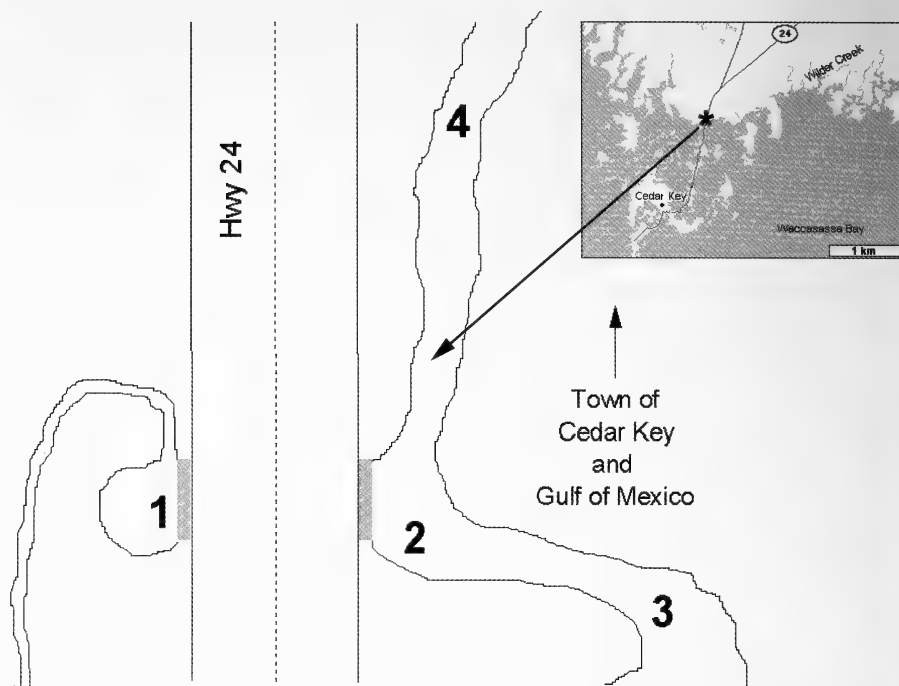 Hwy 24
4
24
Wilder Creek
*
Cedar Key
Waccasassa Bay
1 km
Town of
Cedar Key
and
Gulf of Mexico
1
2
3